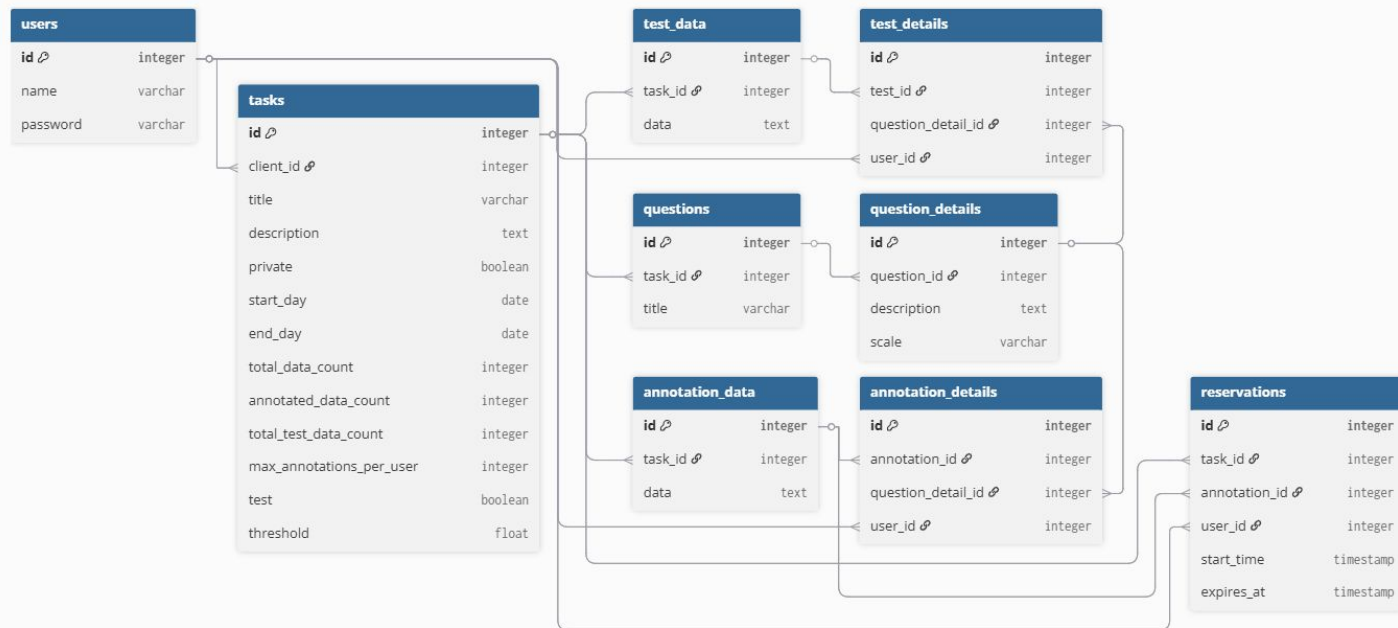 users
id integer
name varchar
password varchar
tasks
id integer
client_id integer
title varchar
description text
private boolean
start_day date
end_day date
total_data_count integer
annotated_data_count integer
total_test_data_count integer
max_annotations_per_user integer
test boolean
threshold float
test_data
id integer
task_id integer
data text
test_details
id integer
test_id integer
question_detail_id integer
user_id integer
questions
id integer
task_id integer
title varchar
question_details
id integer
question_id integer
description text
scale varchar
annotation_data
id integer
task_id integer
data text
annotation_details
id integer
annotation_id integer
question_detail_id integer
user_id integer
reservations
id integer
task_id integer
annotation_id integer
user_id integer
start_time timestamp
expires_at timestamp